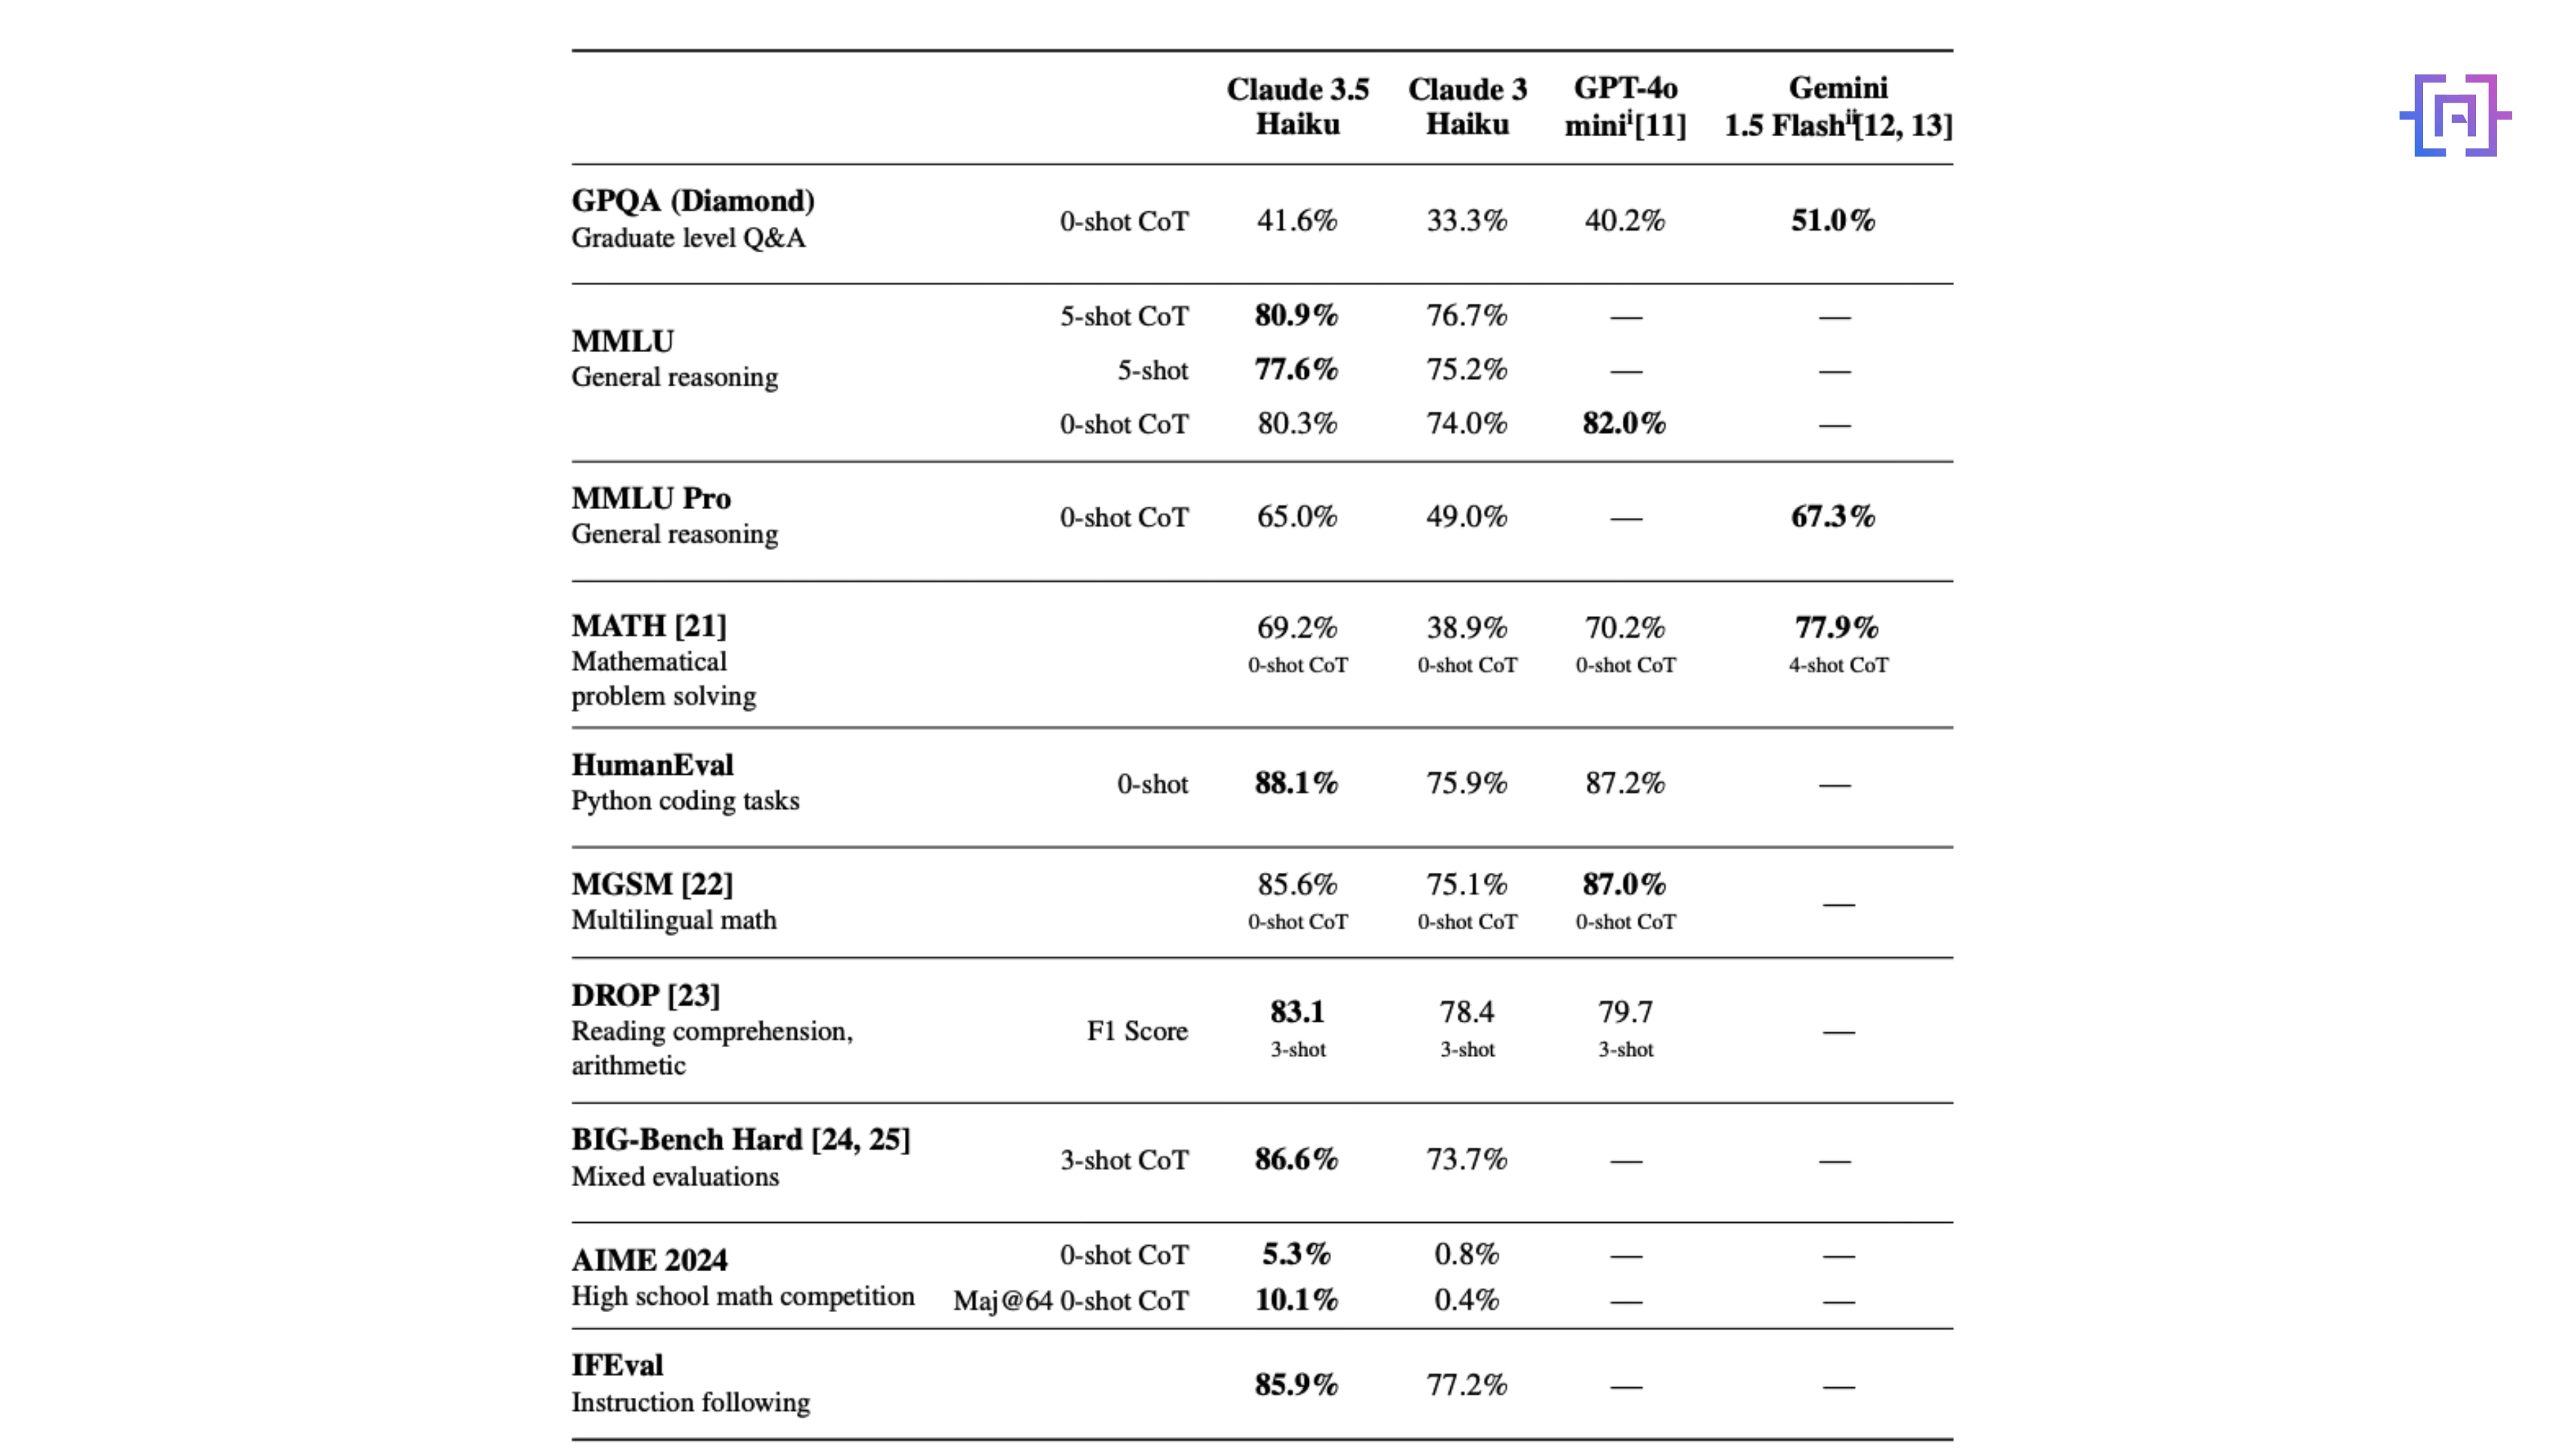 Claude 3.5 Haiku Claude 3 Haiku GPT-4o miniⁱ[11] Gemini 1.5 Flashⁱⁱ[12, 13]
GPQA (Diamond)
Graduate level Q&A
0-shot CoT 41.6% 33.3% 40.2% 51.0%
MMLU
General reasoning
5-shot CoT 80.9% 76.7% — —
5-shot 77.6% 75.2% — —
0-shot CoT 80.3% 74.0% 82.0% —
MMLU Pro
General reasoning
0-shot CoT 65.0% 49.0% — 67.3%
MATH [21]
Mathematical
problem solving
69.2% 38.9% 70.2% 77.9%
0-shot CoT 0-shot CoT 0-shot CoT 4-shot CoT
HumanEval
Python coding tasks
0-shot 88.1% 75.9% 87.2% —
MGSM [22]
Multilingual math
85.6% 75.1% 87.0% —
0-shot CoT 0-shot CoT 0-shot CoT
DROP [23]
Reading comprehension,
arithmetic
F1 Score 83.1 78.4 79.7 —
3-shot 3-shot 3-shot
BIG-Bench Hard [24, 25]
Mixed evaluations
3-shot CoT 86.6% 73.7% — —
AIME 2024
High school math competition
0-shot CoT 5.3% 0.8% — —
Maj@64 0-shot CoT 10.1% 0.4% — —
IFEval
Instruction following
85.9% 77.2% — —